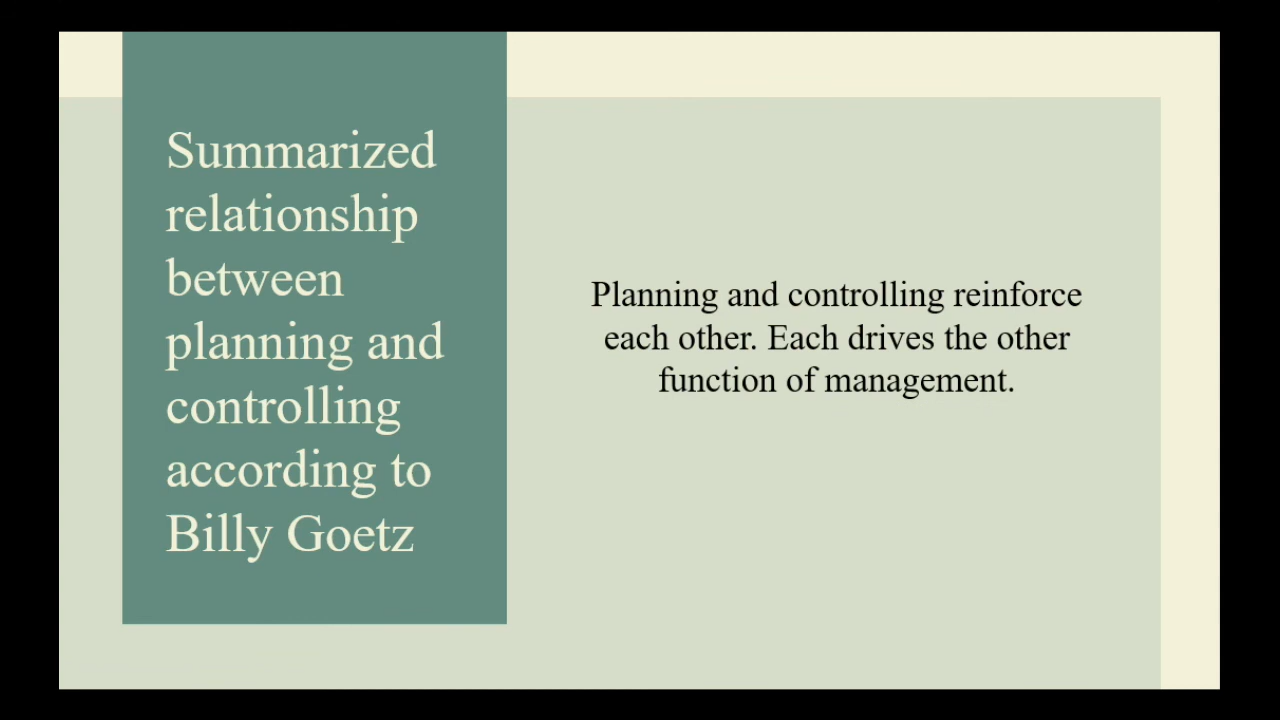 Summarized
relationship
between
planning and
controlling
according to
Billy Goetz
Planning and controlling reinforce
each other. Each drives the other
function of management.